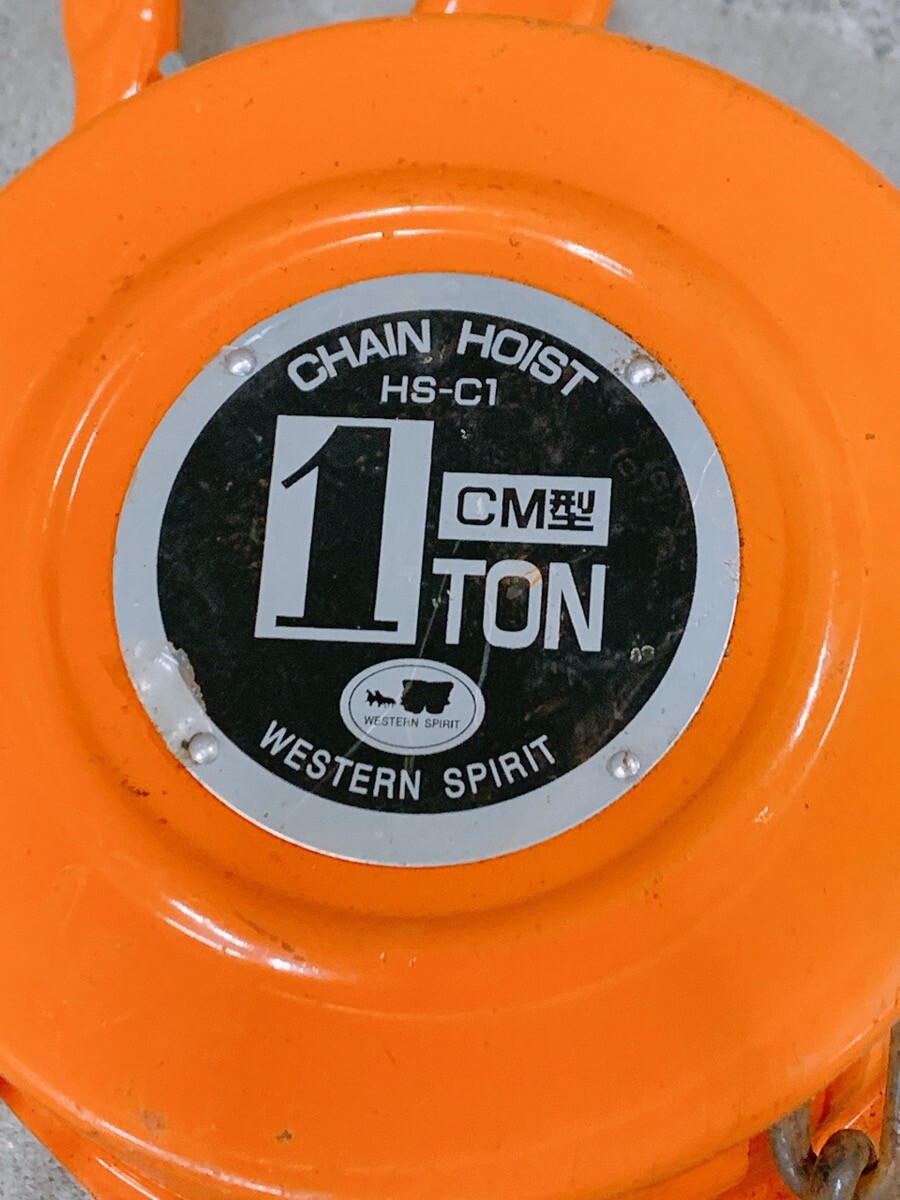 CHAIN HOIST
HS-C1
1
CM型
TON
WESTERN SPIRIT
WESTERN SPIRIT